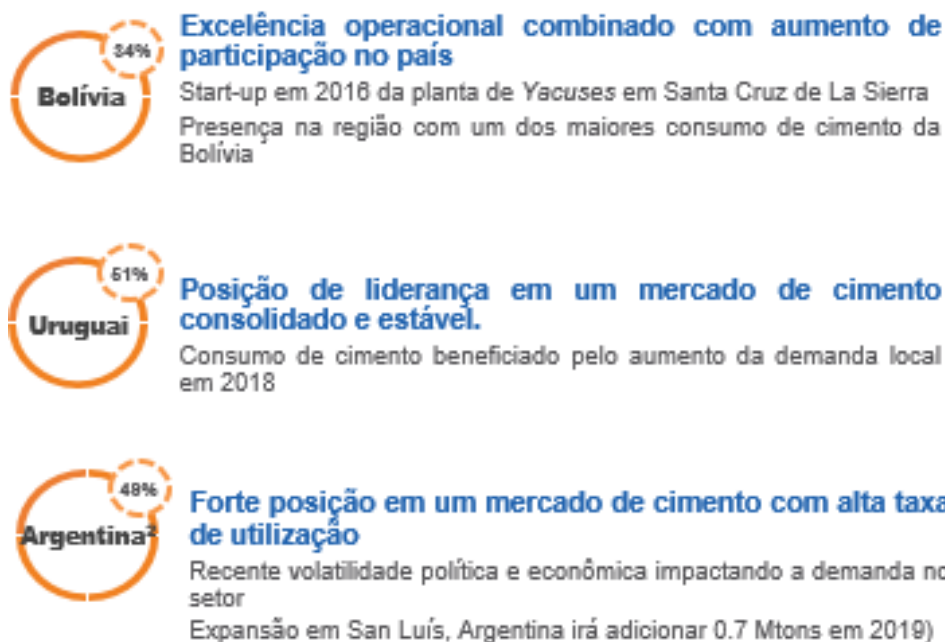 34%
Bolívia
Excelência operacional combinado com aumento de
participação no país
Start-up em 2016 da planta de Yacuses em Santa Cruz de La Sierra
Presença na região com um dos maiores consumo de cimento da
Bolívia
51%
Uruguai
Posição de liderança em um mercado de cimento
consolidado e estável.
Consumo de cimento beneficiado pelo aumento da demanda local
em 2018
49%
Argentina²
Forte posição em um mercado de cimento com alta taxa
de utilização
Recente volatilidade política e econômica impactando a demanda no
setor
Expansão em San Luís, Argentina irá adicionar 0.7 Mtons em 2019)